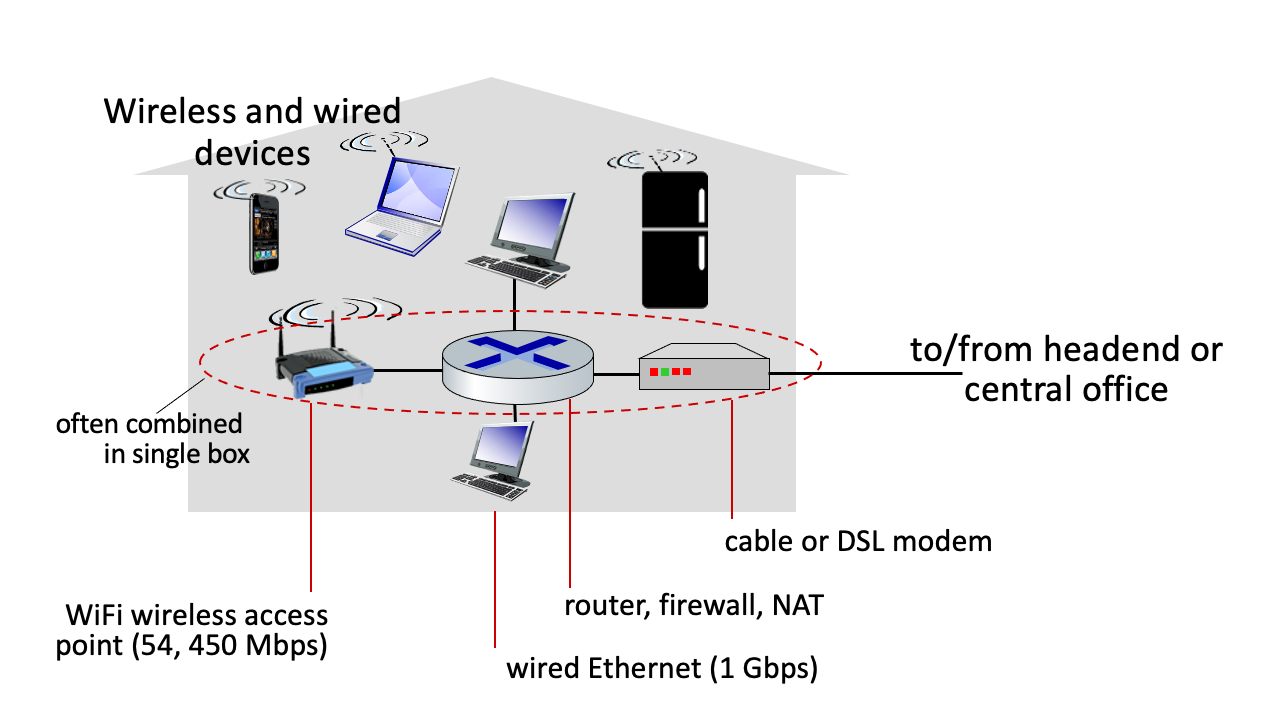 Wireless and wired
devices
to/from headend or
central office
often combined
in single box
cable or DSL modem
router, firewall, NAT
WiFi wireless access
point (54, 450 Mbps)
wired Ethernet (1 Gbps)